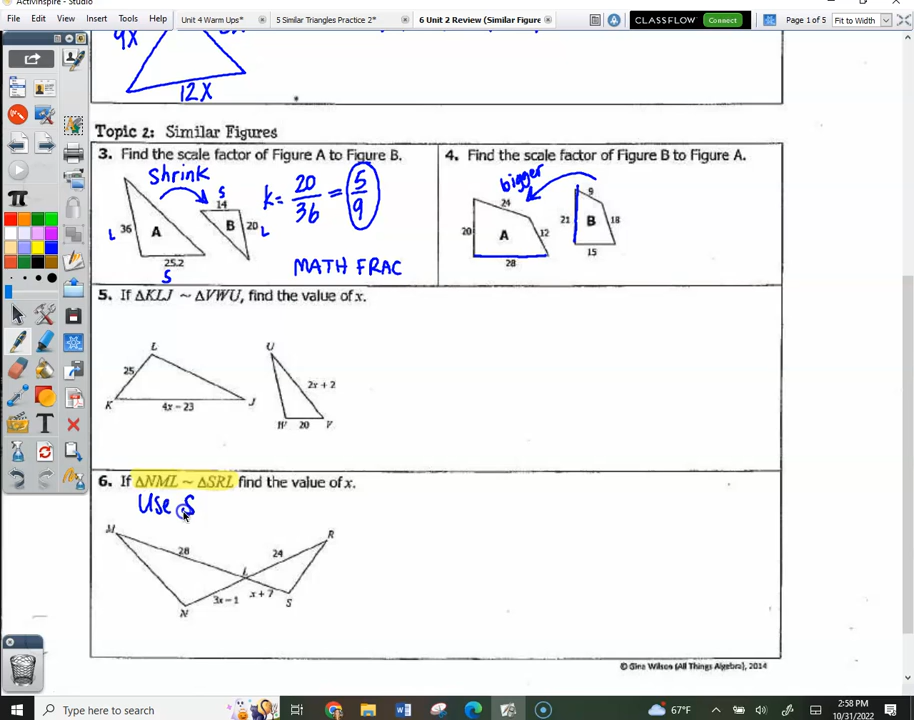 ActivInspire - Studio
File Edit View Insert Tools Help
Unit 4 Warm Ups*
5 Similar Triangles Practice 2*
6 Unit 2 Review (Similar Figure
CLASSFLOW Connect
Page 1 of 5
Fit to Width
9X
12X
Topic 2: Similar Figures
3. Find the scale factor of Figure A to Figure B.
Shrink
S
14
36
A
B
20
L
L
25.2
S
K= 20/36 = 5/9
MATH FRAC
4. Find the scale factor of Figure B to Figure A.
bigger
24
9
20
A
12
21
B
18
28
15
5. If ΔKLJ ~ ΔVWU, find the value of x.
L
U
25
2x + 2
K
4x – 23
J
W 20 V
6. If ΔNML ~ ΔSRL find the value of x.
Use S
M
R
28
24
L
3x – 1
x + 7
S
N
© Gina Wilson (All Things Algebra), 2014
Type here to search
67°F
2:58 PM
10/31/2022